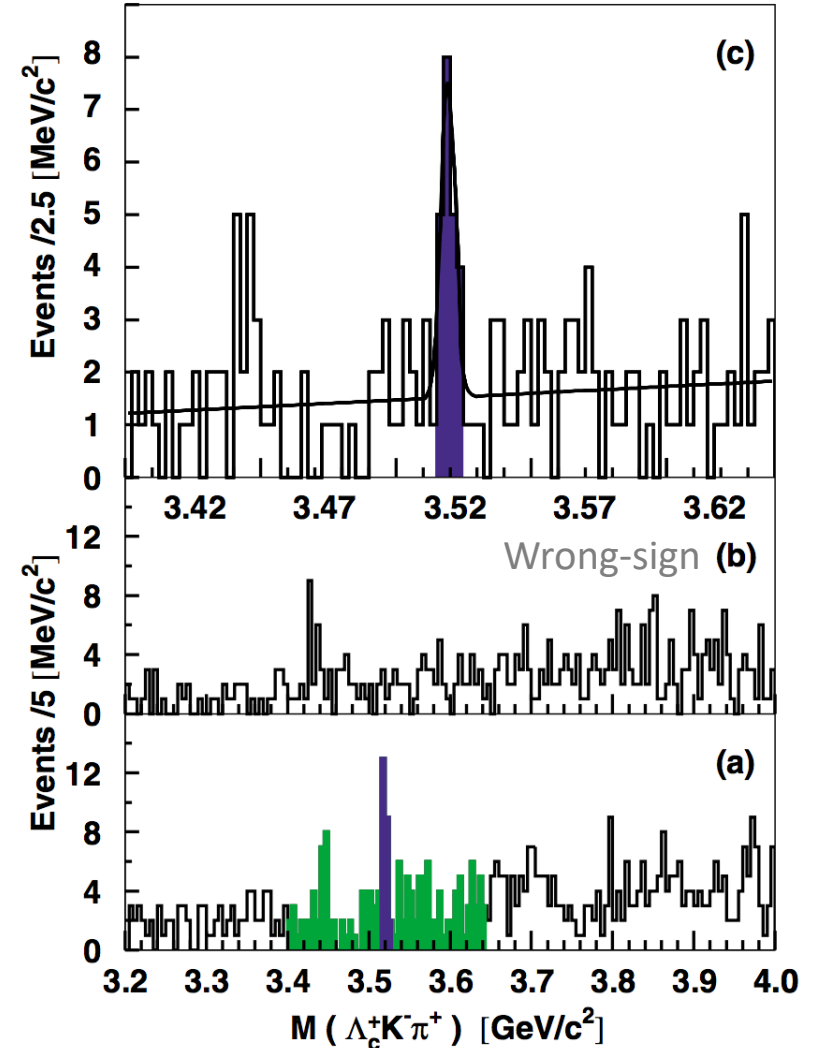 (c)
Events /2.5 [MeV/c²]
8
7
6
5
4
3
2
1
0
3.42 3.47 3.52 3.57 3.62
Wrong-sign (b)
Events /5 [MeV/c²]
12
8
4
0
(a)
12
8
4
0
3.2 3.3 3.4 3.5 3.6 3.7 3.8 3.9 4.0
M ( Λc⁺K⁻π⁺ ) [GeV/c²]